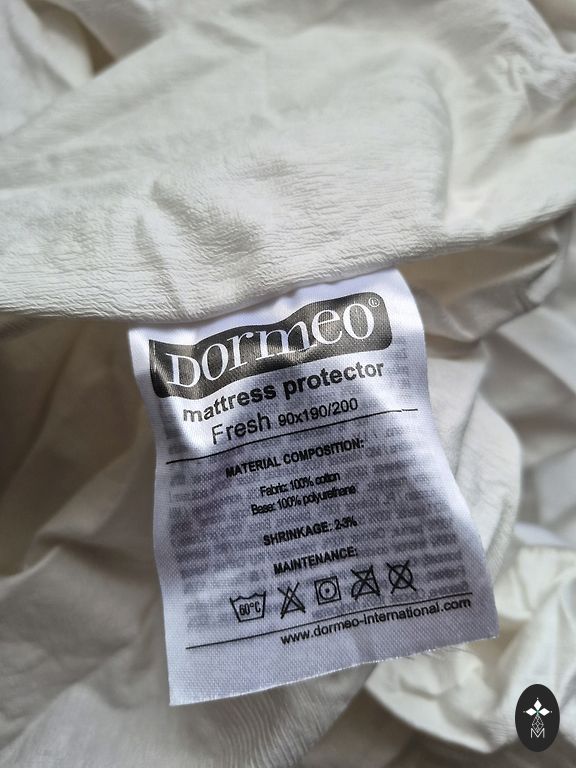 Dormeo®
mattress protector
Fresh 90x190/200
MATERIAL COMPOSITION:
Fabric: 100% cotton
Base: 100% polyurethane
SHRINKAGE: 2-3%
MAINTENANCE:
60°C
www.dormeo-international.com
M